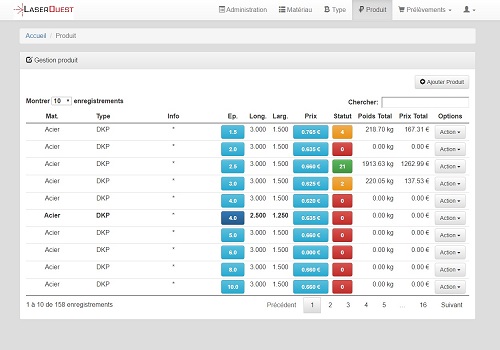 LASERQUEST
Administration Matériau Type Produit Prélèvements
Accueil / Produit
Gestion produit
Ajouter Produit
Montrer 10 enregistrements Chercher:
Mat. Type Info Ep. Long. Larg. Prix Statut Poids Total Prix Total Options
Acier DKP * 1.5 3.000 1.500 0.765 € 4 218.70 kg 167.31 € Action
Acier DKP * 2.0 3.000 1.500 0.635 € 0 0.00 kg 0.00 € Action
Acier DKP * 2.5 3.000 1.500 0.660 € 21 1913.63 kg 1262.99 € Action
Acier DKP * 3.0 3.000 1.500 0.625 € 2 220.05 kg 137.53 € Action
Acier DKP * 4.0 3.000 1.500 0.620 € 0 0.00 kg 0.00 € Action
Acier DKP * 4.0 2.500 1.250 0.635 € 0 0.00 kg 0.00 € Action
Acier DKP * 5.0 3.000 1.500 0.660 € 0 0.00 kg 0.00 € Action
Acier DKP * 6.0 3.000 1.500 0 0.00 kg 0.00 € Action
Acier DKP * 8.0 3.000 1.500 0.660 € 0 0.00 kg 0.00 € Action
Acier DKP * 10.0 3.000 1.500 0.660 € 0 0.00 kg 0.00 € Action
1 à 10 de 158 enregistrements Précédent 1 2 3 4 5 ... 16 Suivant